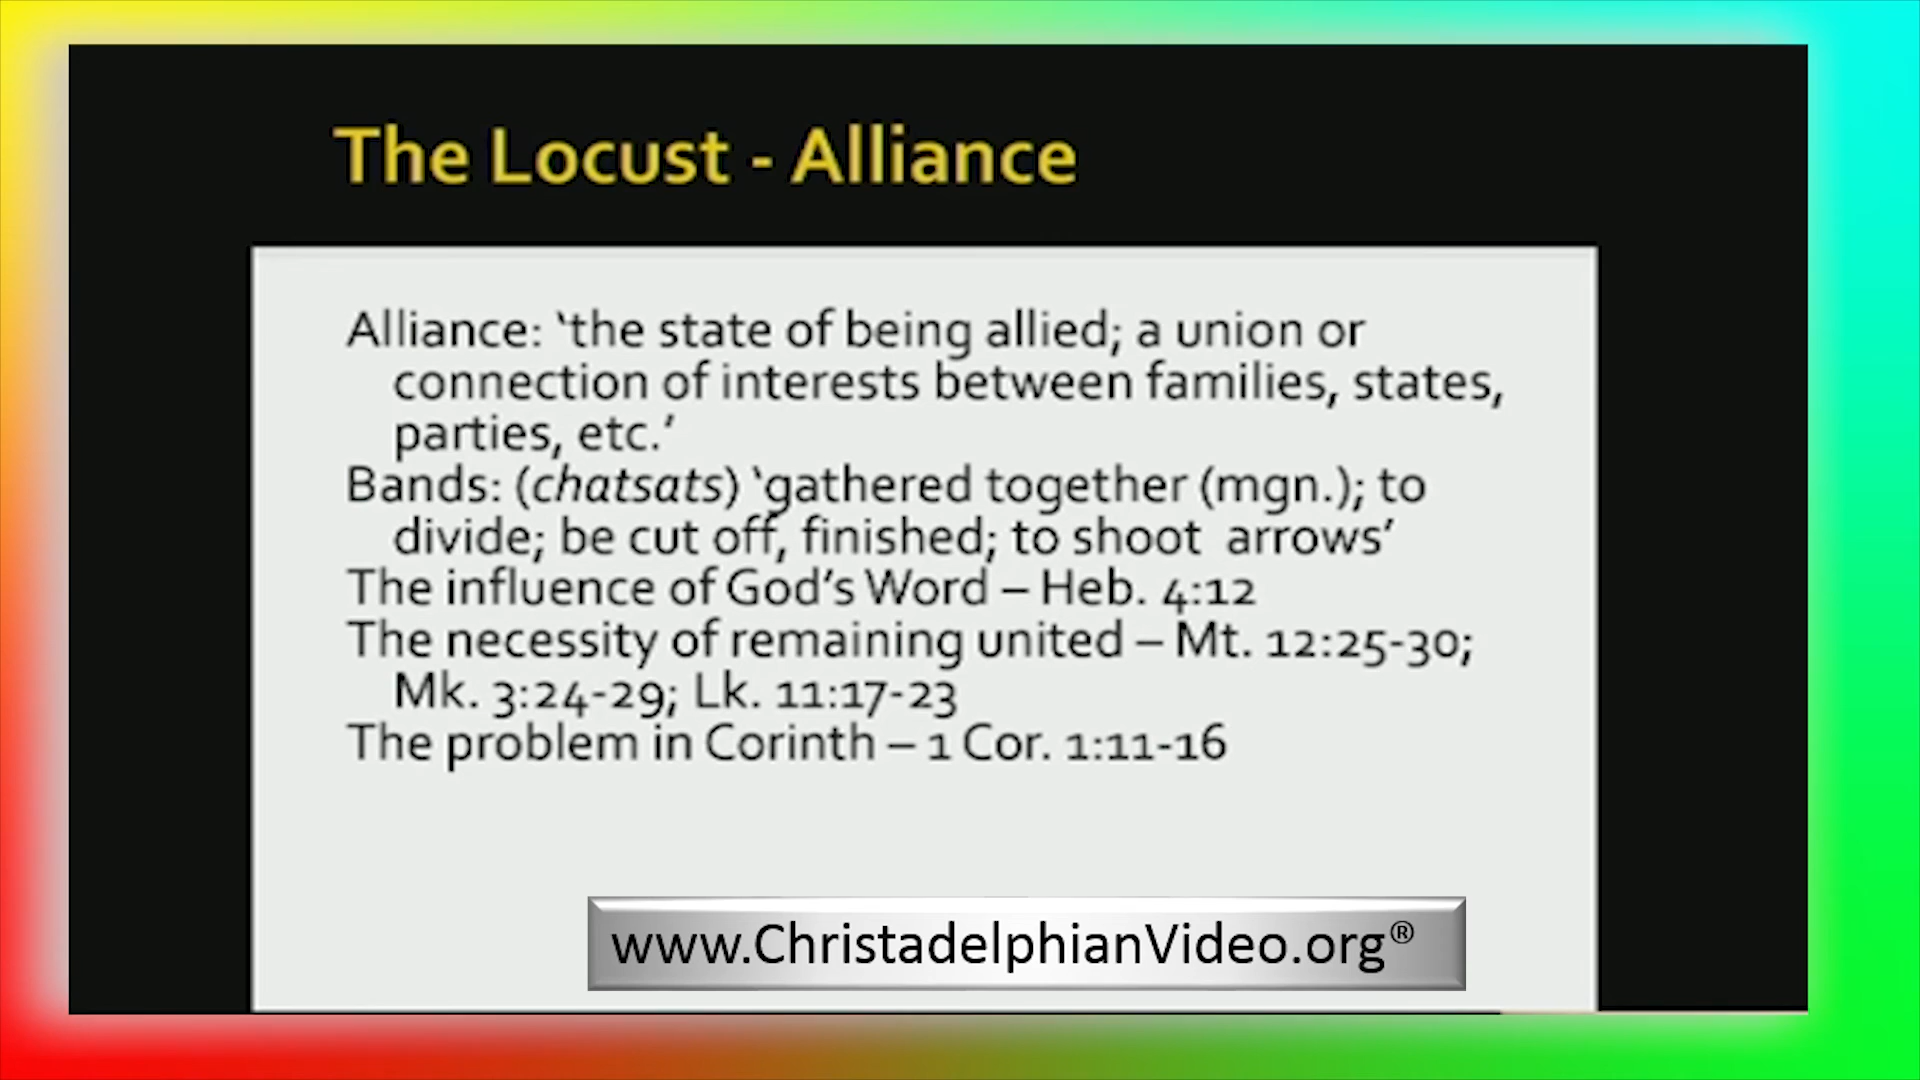 The Locust - Alliance
Alliance: ‘the state of being allied; a union or
connection of interests between families, states,
parties, etc.’
Bands: (chatsats) ‘gathered together (mgn.); to
divide; be cut off, finished; to shoot arrows’
The influence of God’s Word – Heb. 4:12
The necessity of remaining united – Mt. 12:25-30;
Mk. 3:24-29; Lk. 11:17-23
The problem in Corinth – 1 Cor. 1:11-16
www.ChristadelphianVideo.org®